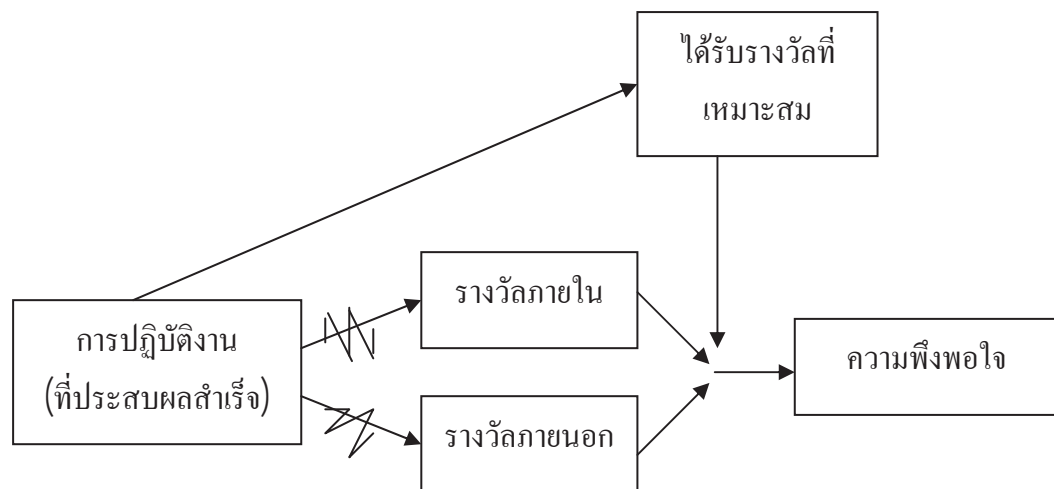 ได้รับรางวัลที่
เหมาะสม
รางวัลภายใน
การปฏิบัติงาน
(ที่ประสบผลสำเร็จ)
ความพึงพอใจ
รางวัลภายนอก